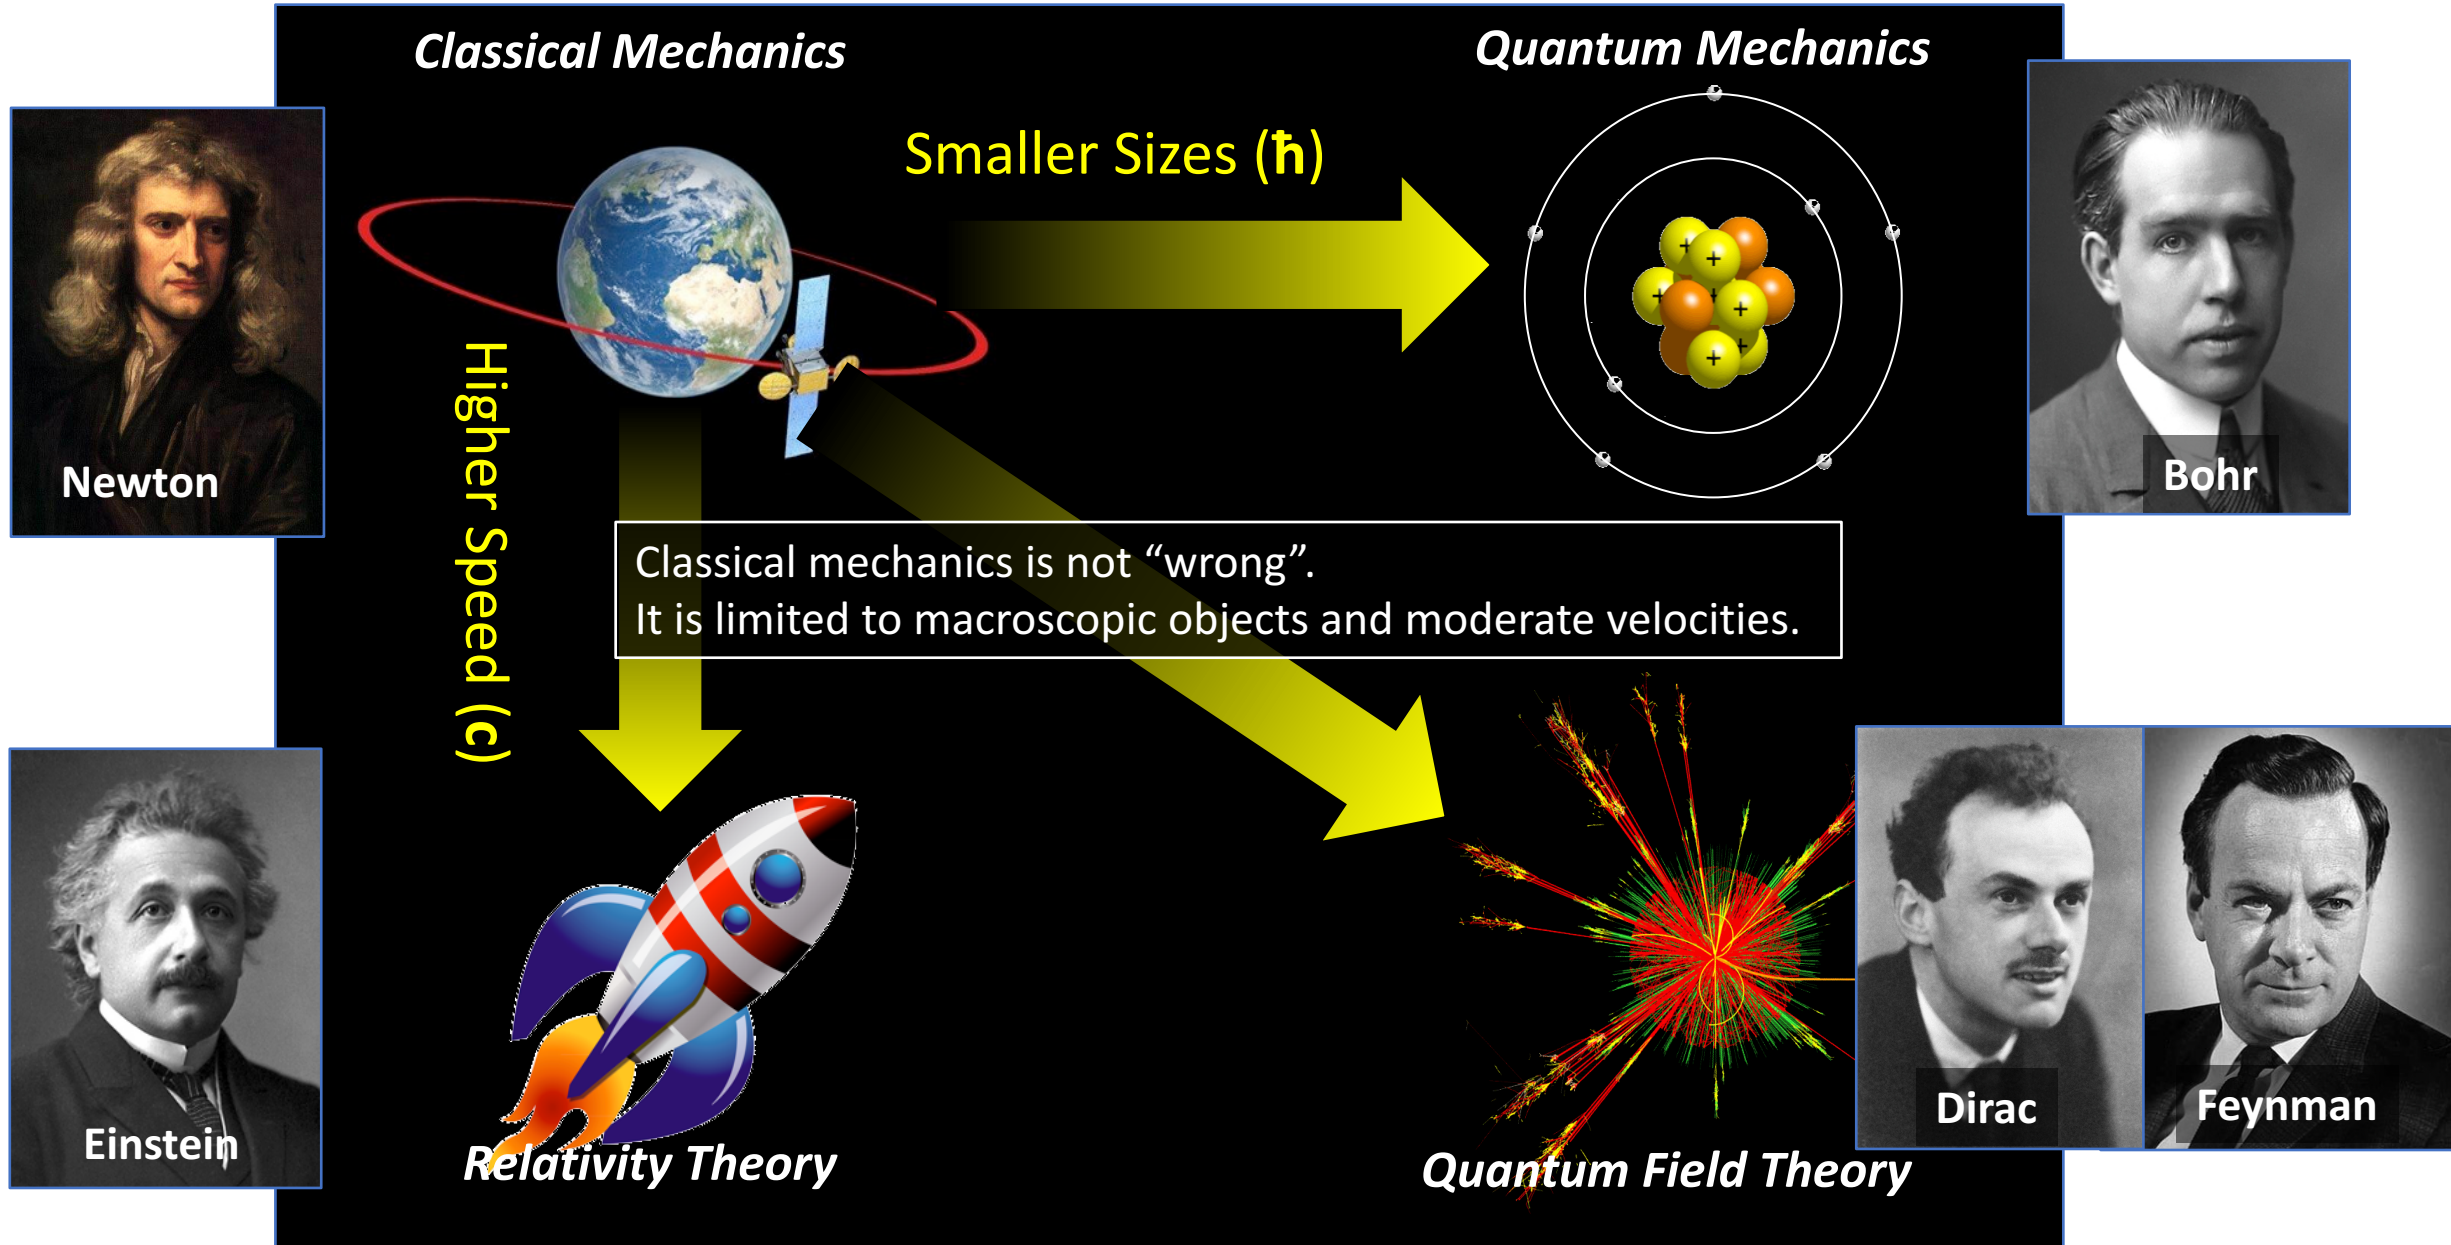 Classical Mechanics
Quantum Mechanics
Smaller Sizes (ħ)
Newton
Bohr
Higher Speed (c)
Classical mechanics is not “wrong”.
It is limited to macroscopic objects and moderate velocities.
Einstein
Dirac
Feynman
Relativity Theory
Quantum Field Theory
+
+
+
+
+
+